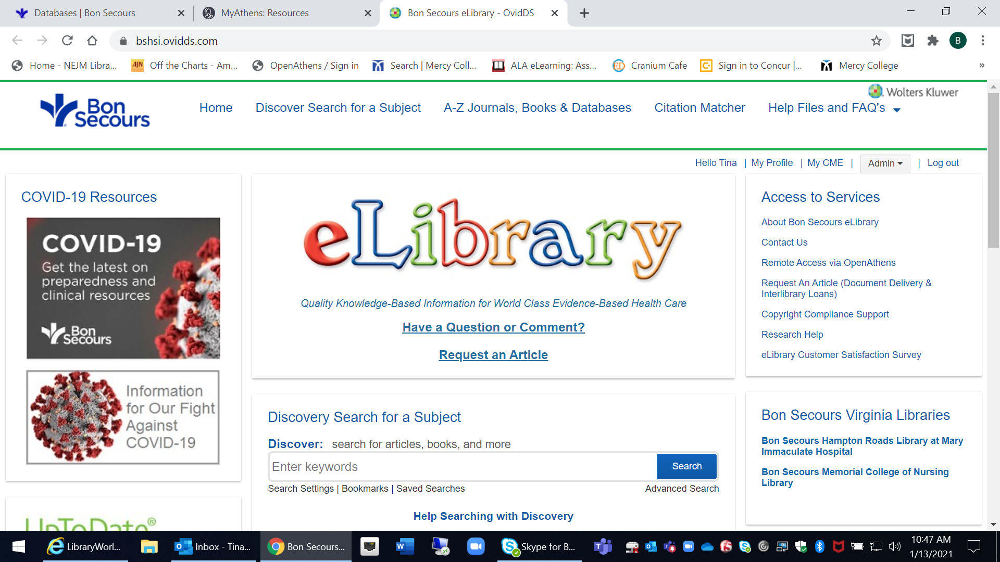 Databases | Bon Secours
MyAthens: Resources
Bon Secours eLibrary - OvidDS
bshsi.ovidds.com
B
Home - NEJM Libra...
AJN
Off the Charts - Am...
OpenAthens / Sign in
Search | Mercy Coll...
ALA eLearning: Ass...
Cranium Cafe
Sign in to Concur |...
Mercy College
»
Wolters Kluwer
Bon Secours
Home
Discover Search for a Subject
A-Z Journals, Books & Databases
Citation Matcher
Help Files and FAQ's
Hello Tina | My Profile | My CME | Admin | Log out
COVID-19 Resources
COVID-19
Get the latest on
preparedness and
clinical resources
Bon
Secours
Information
for Our Fight
Against
COVID-19
UpToDate®
eLibrary
Quality Knowledge-Based Information for World Class Evidence-Based Health Care
Have a Question or Comment?
Request an Article
Discovery Search for a Subject
Discover: search for articles, books, and more
Enter keywords
Search
Search Settings | Bookmarks | Saved Searches
Advanced Search
Help Searching with Discovery
Access to Services
About Bon Secours eLibrary
Contact Us
Remote Access via OpenAthens
Request An Article (Document Delivery &
Interlibrary Loans)
Copyright Compliance Support
Research Help
eLibrary Customer Satisfaction Survey
Bon Secours Virginia Libraries
Bon Secours Hampton Roads Library at Mary
Immaculate Hospital
Bon Secours Memorial College of Nursing
Library
LibraryWorl...
Inbox - Tina...
Bon Secours...
Skype for B...
10:47 AM
1/13/2021